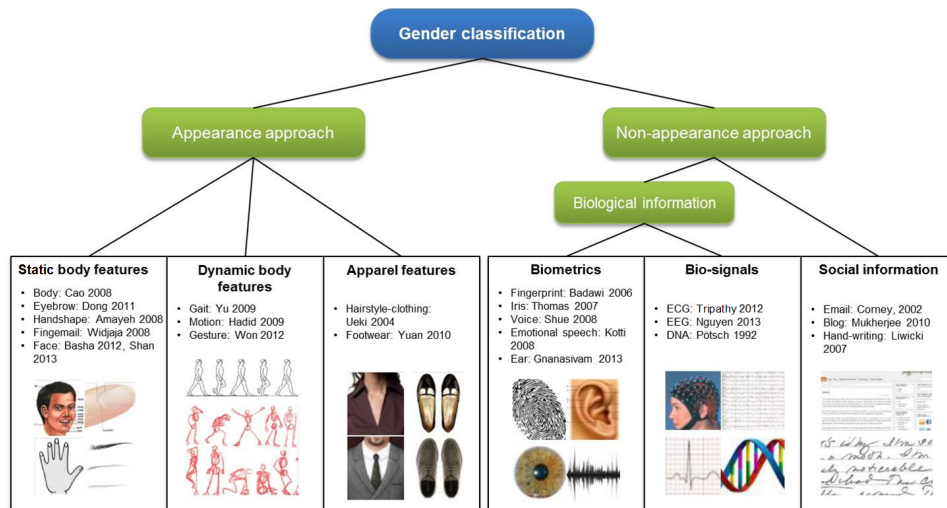 Gender classification
Appearance approach
Non-appearance approach
Biological information
Static body features
• Body: Cao 2008
• Eyebrow: Dong 2011
• Handshape: Amayeh 2008
• Fingernail: Widjaja 2008
• Face: Basha 2012, Shan
2013
Dynamic body
features
• Gait: Yu 2009
• Motion: Hadid 2009
• Gesture: Won 2012
Apparel features
• Hairstyle-clothing:
Ueki 2004
• Footwear: Yuan 2010
Biometrics
• Fingerprint: Badawi 2006
• Iris: Thomas 2007
• Voice: Shue 2008
• Emotional speech: Kotti
2008
• Ear: Gnanasivam 2013
Bio-signals
• ECG: Tripathy 2012
• EEG: Nguyen 2013
• DNA: Pötsch 1992
Social information
• Email: Corney, 2002
• Blog: Mukherjee 2010
• Hand-writing: Liwicki
2007